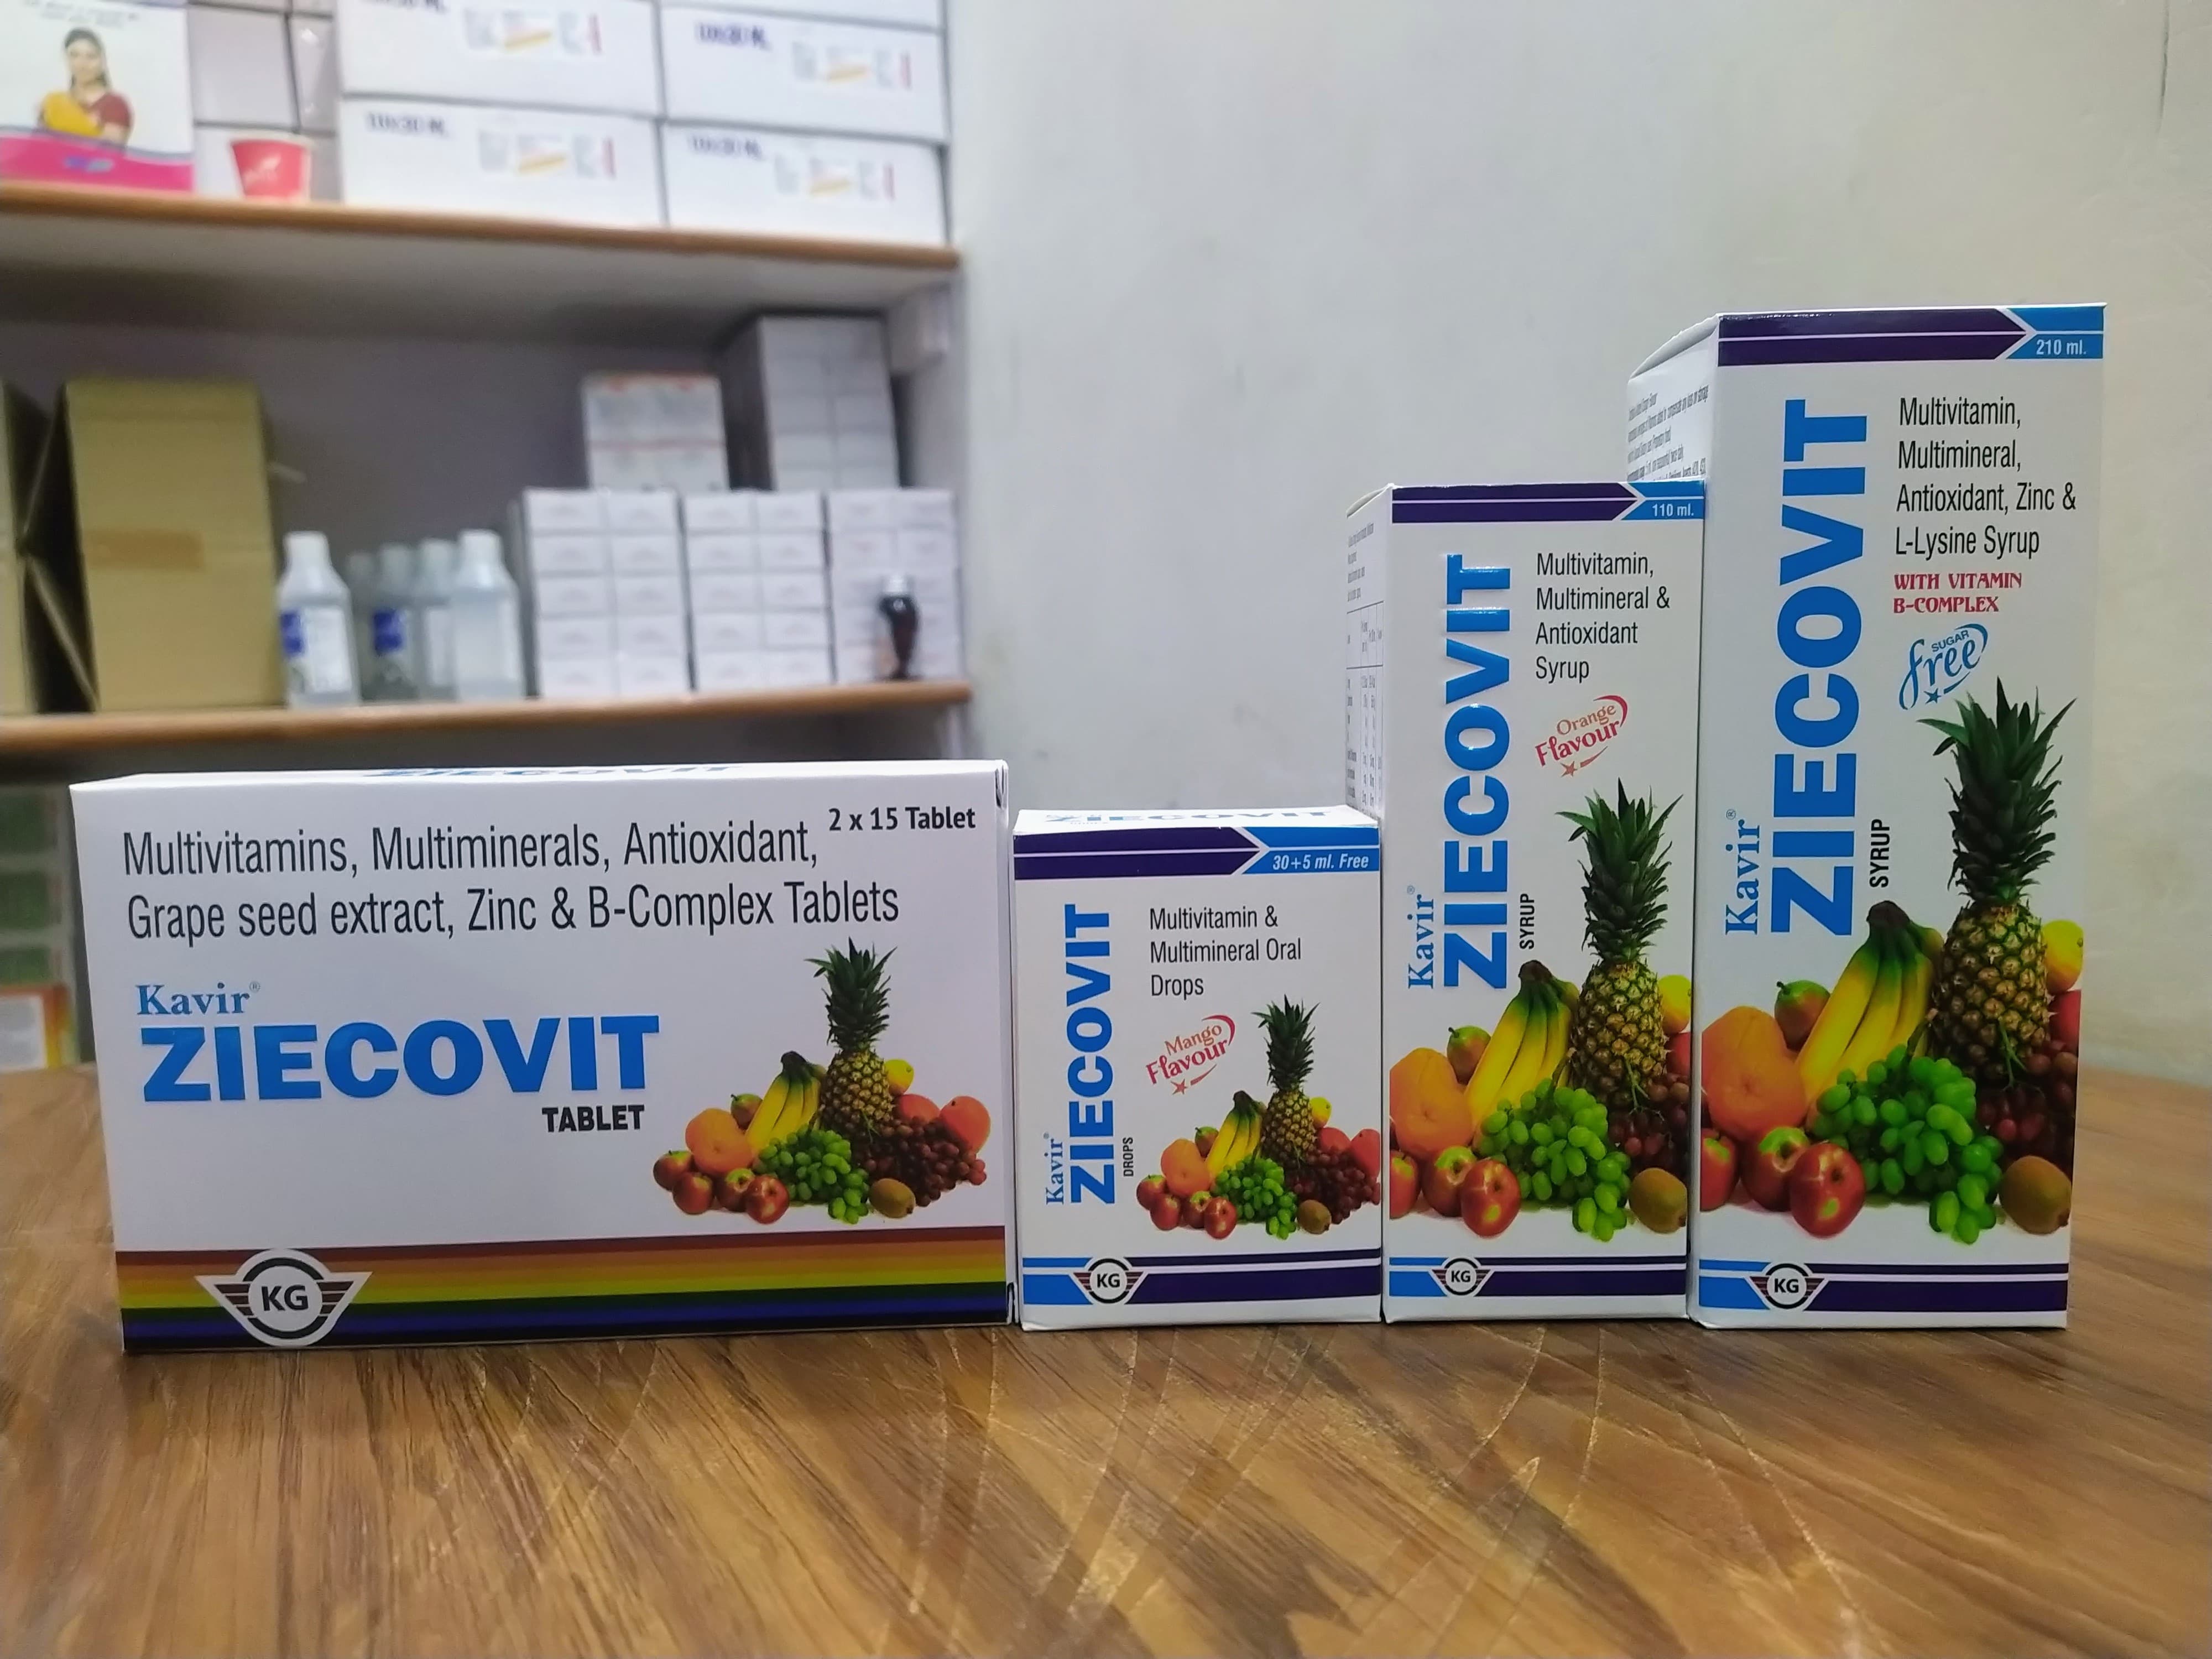 Multivitamins, Multiminerals, Antioxidant,
2 x 15 Tablet
Grape seed extract, Zinc & B-Complex Tablets
Kavir®
ZIECOVIT
TABLET
KG
ZIECOVIT
ZIECOVIT
30+5 ml. Free
Multivitamin &
Multimineral Oral
Drops
Mango
Flavour
Kavir®
ZIECOVIT
DROPS
KG
110 ml.
Multivitamin,
Multimineral &
Antioxidant
Syrup
Orange
Flavour
Kavir®
ZIECOVIT
SYRUP
KG
210 ml.
Multivitamin,
Multimineral,
Antioxidant, Zinc &
L-Lysine Syrup
WITH VITAMIN
B-COMPLEX
SUGAR
free
Kavir®
ZIECOVIT
SYRUP
KG